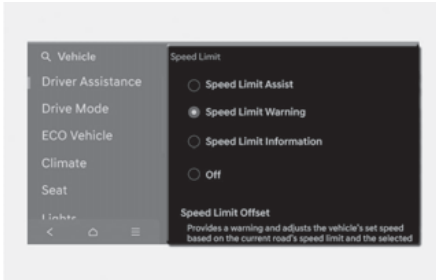 Vehicle
Driver Assistance
Drive Mode
ECO Vehicle
Climate
Seat
Lights
Speed Limit
Speed Limit Assist
Speed Limit Warning
Speed Limit Information
Off
Speed Limit Offset
Provides a warning and adjusts the vehicle's set speed
based on the current road's speed limit and the selected